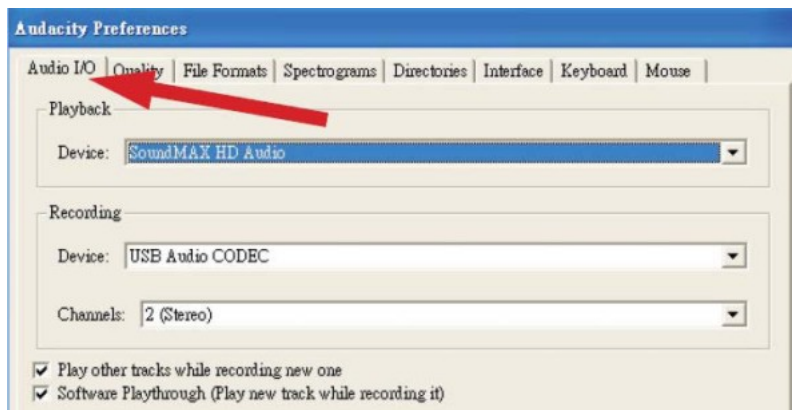 Audacity Preferences
Audio I/O Quality File Formats Spectrograms Directories Interface Keyboard Mouse
Playback
Device: SoundMAX HD Audio
Recording
Device: USB Audio CODEC
Channels: 2 (Stereo)
Play other tracks while recording new one
Software Playthrough (Play new track while recording it)